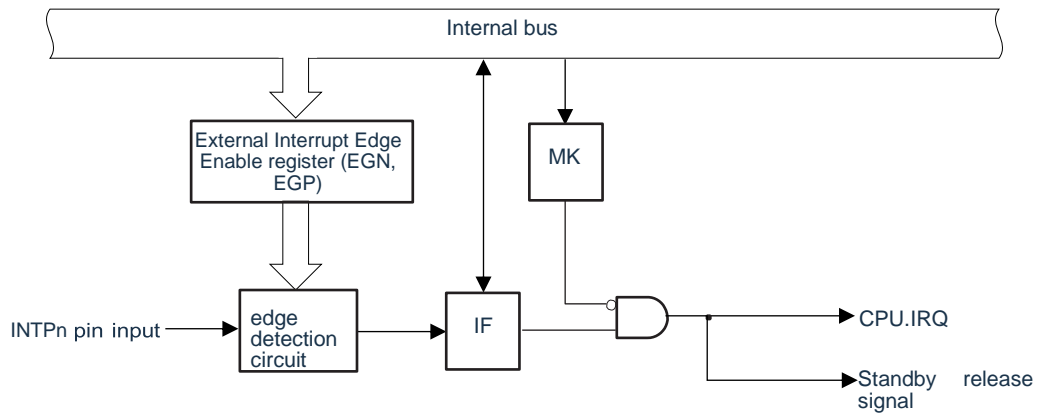 Internal bus
External Interrupt Edge
Enable register (EGN,
EGP)
MK
INTPn pin input
edge
detection
circuit
IF
CPU.IRQ
Standby release
signal